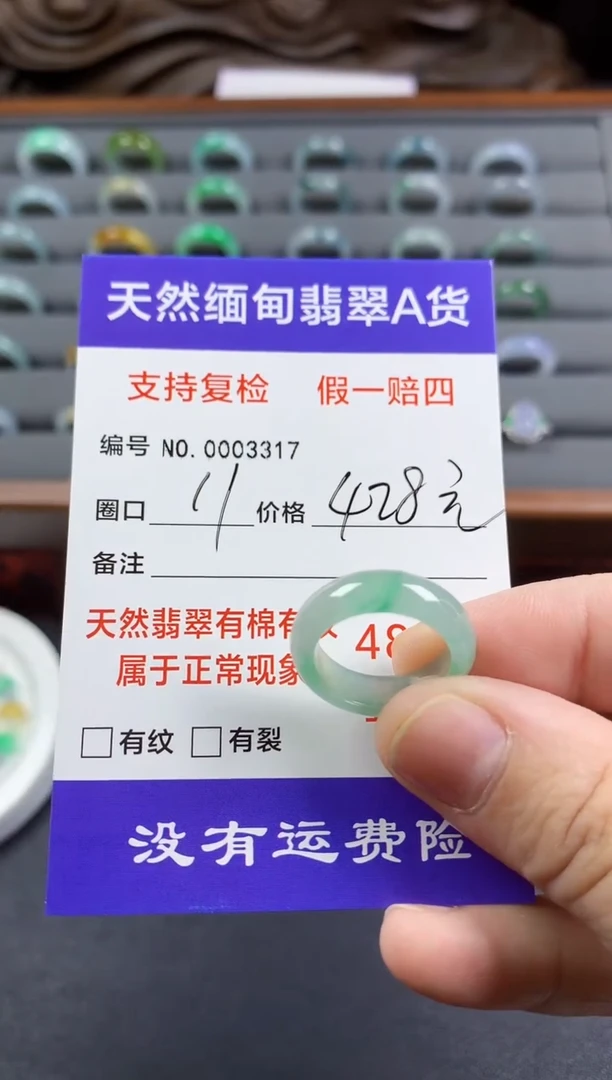 天然缅甸翡翠A货
支持复检 假一赔四
编号 NO.0003317
圈口 11 价格 428元
备注
天然翡翠有棉有
属于正常现象
48
有纹 有裂
没有运费险